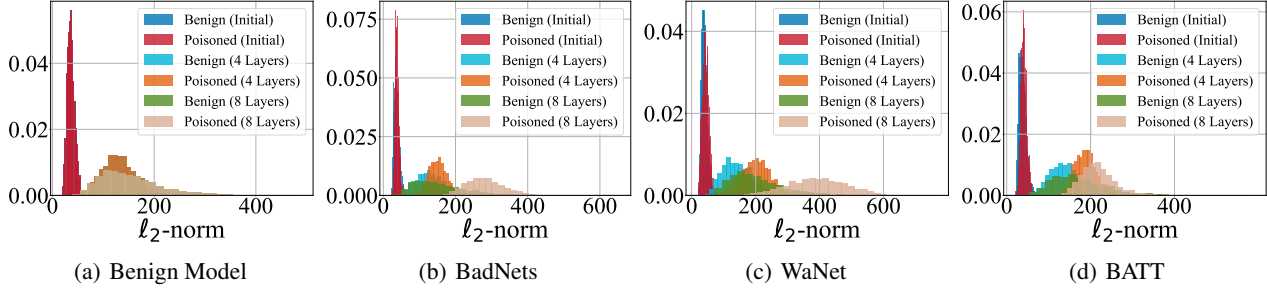 Benign (Initial)
Poisoned (Initial)
Benign (4 Layers)
Poisoned (4 Layers)
Benign (8 Layers)
Poisoned (8 Layers)
0.04
0.02
0.00
0 200 400
ℓ2-norm
(a) Benign Model
Benign (Initial)
Poisoned (Initial)
Benign (4 Layers)
Poisoned (4 Layers)
Benign (8 Layers)
Poisoned (8 Layers)
0.075
0.050
0.025
0.000
0 200 400 600
ℓ2-norm
(b) BadNets
Benign (Initial)
Poisoned (Initial)
Benign (4 Layers)
Poisoned (4 Layers)
Benign (8 Layers)
Poisoned (8 Layers)
0.04
0.02
0.00
0 200 400 600
ℓ2-norm
(c) WaNet
Benign (Initial)
Poisoned (Initial)
Benign (4 Layers)
Poisoned (4 Layers)
Benign (8 Layers)
Poisoned (8 Layers)
0.06
0.04
0.02
0.00
0 200 400
ℓ2-norm
(d) BATT